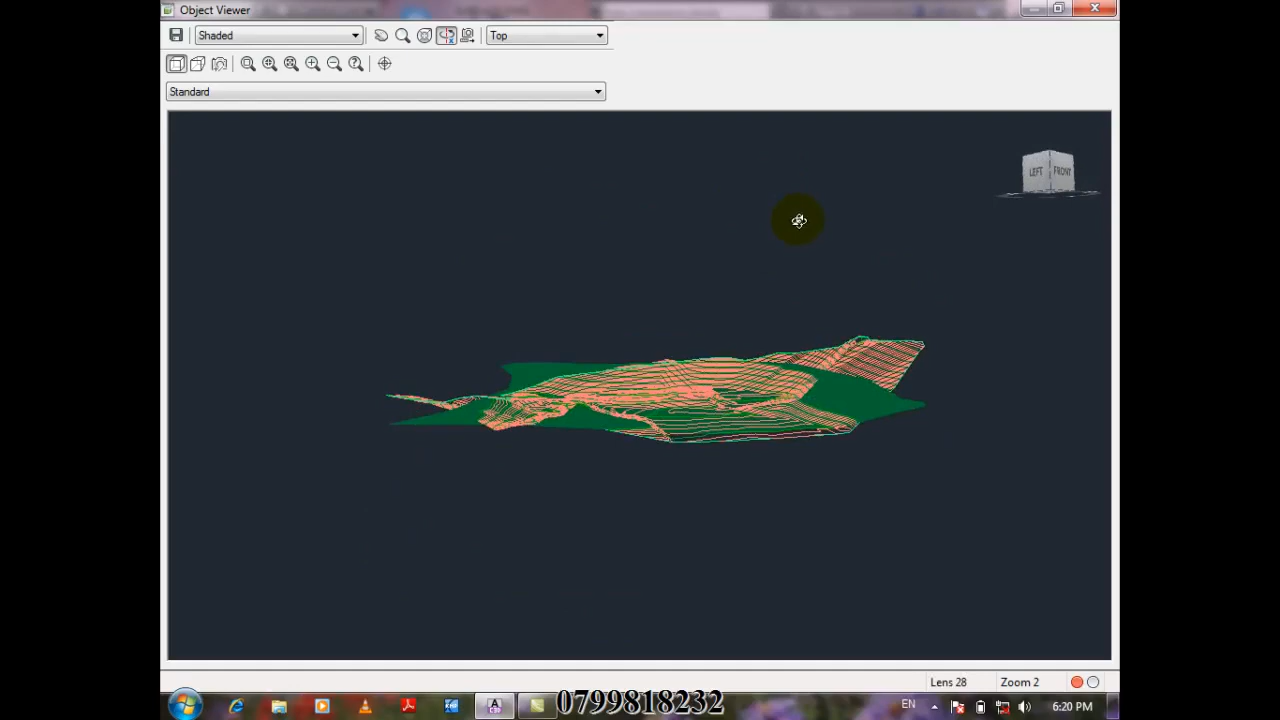 Object Viewer
Shaded
Top
Standard
LEFT
FRONT
Lens 28
Zoom 2
0799818232
EN
6:20 PM